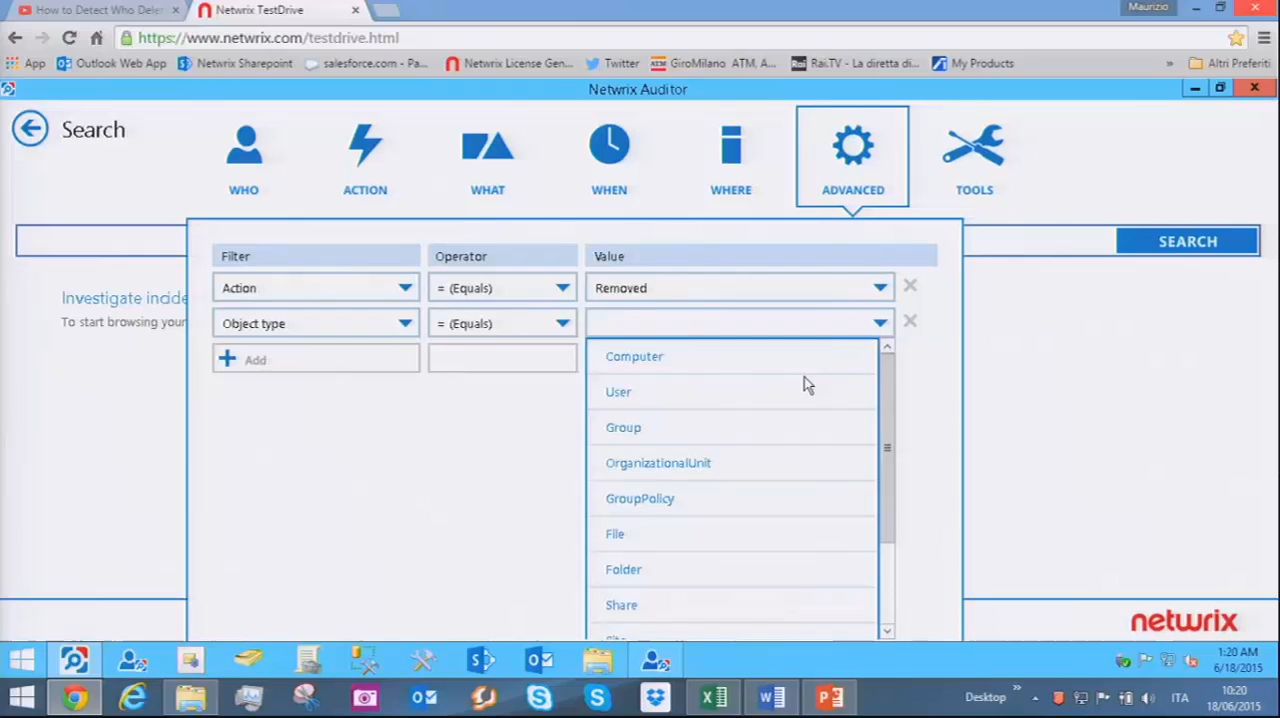 How to Detect Who Delet
Netwrix TestDrive
Maurizio
https://www.netwrix.com/testdrive.html
App
Outlook Web App
Netwrix Sharepoint
salesforce.com - Pa...
Netwrix License Gen...
Twitter
GiroMilano ATM, A...
Rai.TV - La diretta di...
My Products
»
Altri Preferiti
Netwrix Auditor
Search
WHO
ACTION
WHAT
WHEN
WHERE
ADVANCED
TOOLS
SEARCH
Investigate incide
To start browsing your
Filter
Operator
Value
Action
= (Equals)
Removed
Object type
= (Equals)
Add
Computer
User
Group
OrganizationalUnit
GroupPolicy
File
Folder
Share
netwrix
1:20 AM
6/18/2015
Desktop
»
ITA
10:20
18/06/2015